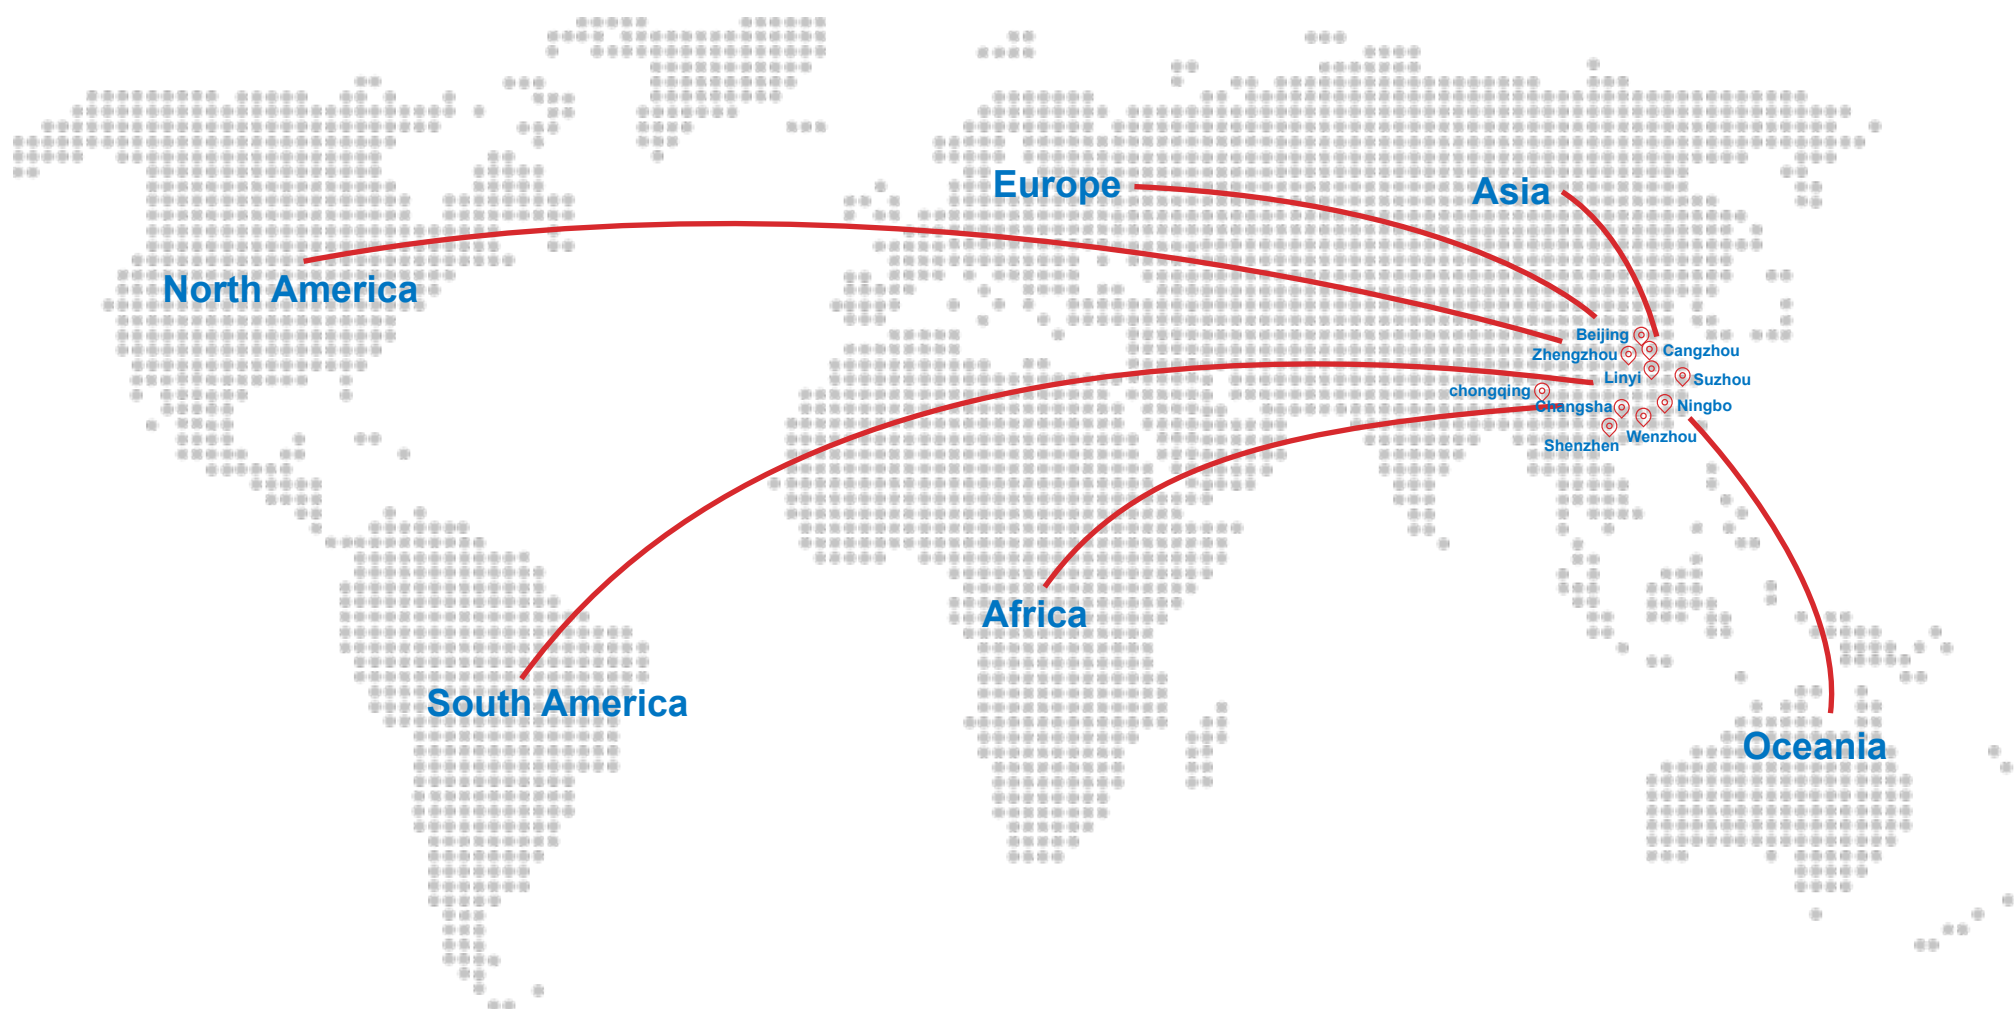 Europe
Asia
North America
Beijing
Zhengzhou
Cangzhou
Linyi
Suzhou
chongqing
Changsha
Ningbo
Wenzhou
Shenzhen
Africa
South America
Oceania